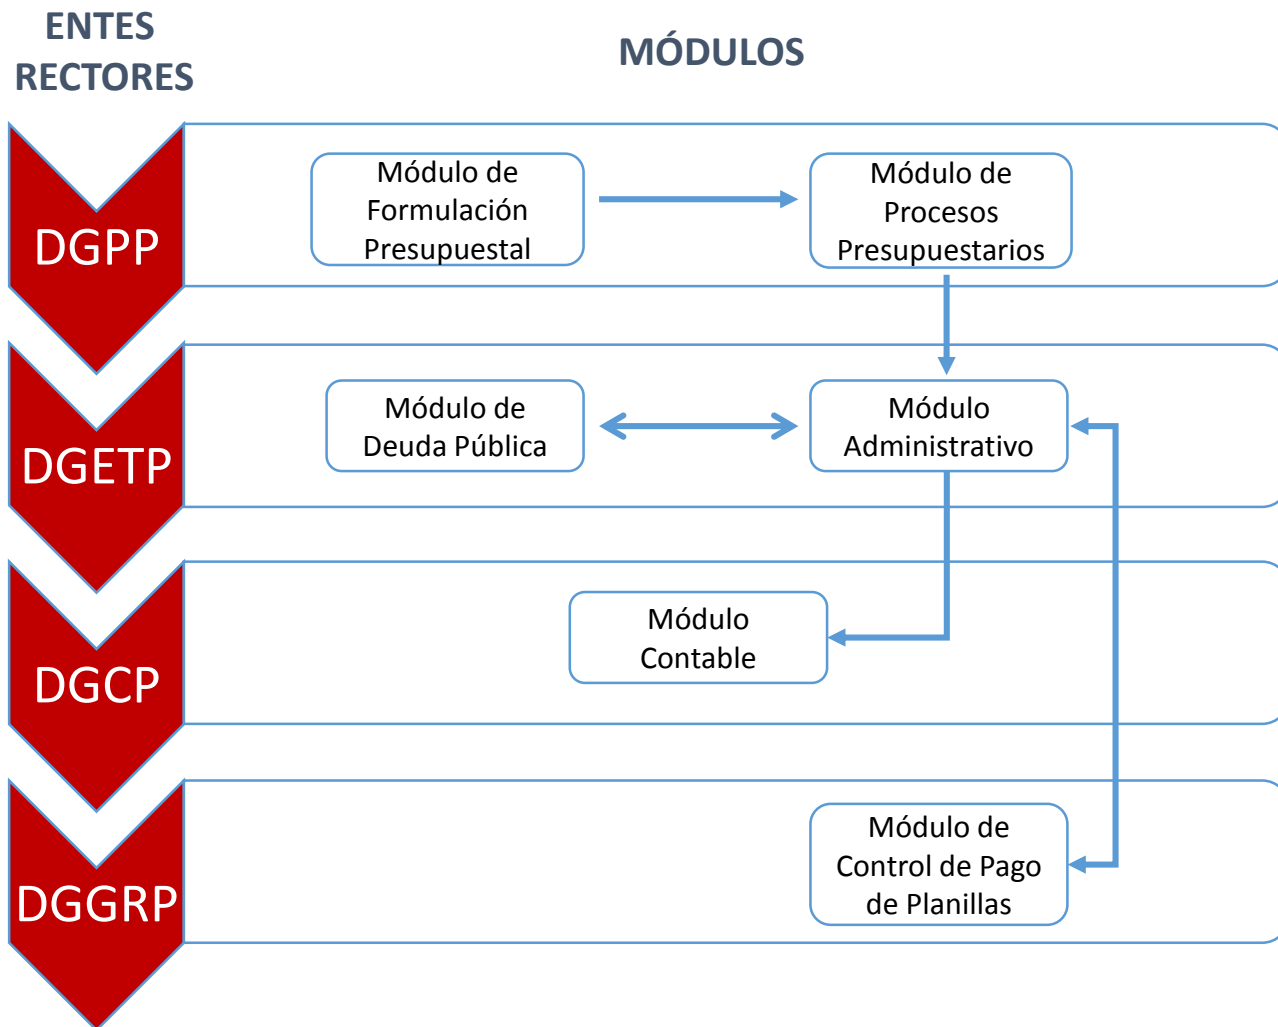 ENTES
RECTORES
MÓDULOS
DGPP
Módulo de
Formulación
Presupuestal
Módulo de
Procesos
Presupuestarios
DGETP
Módulo de
Deuda Pública
Módulo
Administrativo
DGCP
Módulo
Contable
DGGRP
Módulo de
Control de Pago
de Planillas